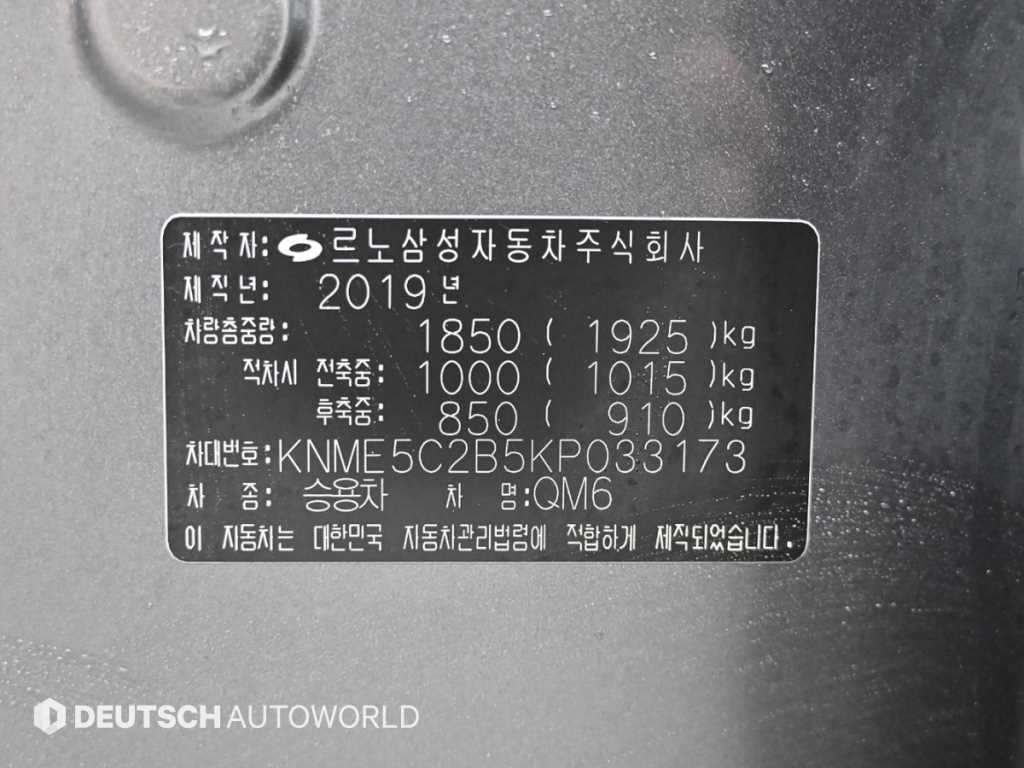 제 작 자: 르노삼성자동차주식회사
제 직 년: 2019년
차량총중량: 1850 ( 1925 )kg
적차시 전축중: 1000 ( 1015 )kg
후축중: 850 ( 910 )kg
차대번호: KNME5C2B5KP033173
차 종: 승용차 차 명: QM6
이 자동차는 대한민국 자동차관리법령에 적합하게 제작되었습니다.
DEUTSCH AUTOWORLD